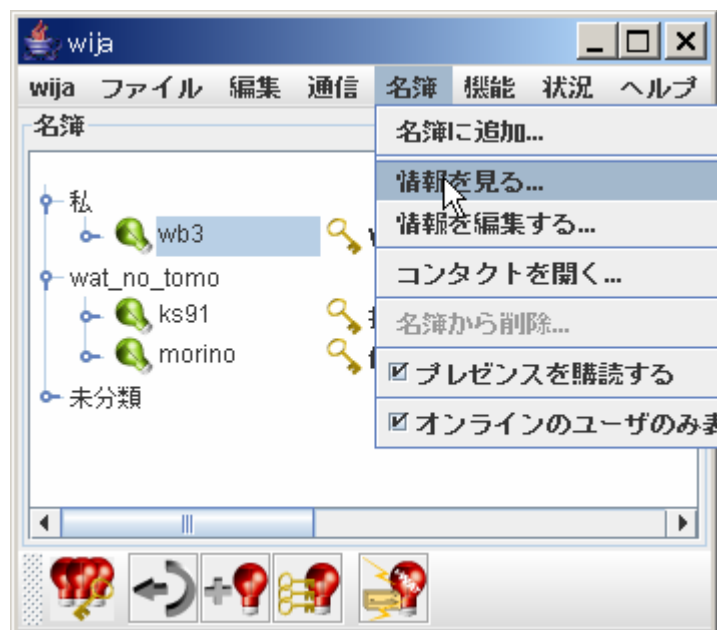 wija
wija ファイル 編集 通信 名簿 機能 状況 ヘルプ
名簿
名簿に追加...
情報を見る...
情報を編集する...
コンタクトを開く...
名簿から削除...
プレゼンスを購読する
オンラインのユーザのみ
私
wb3
wat_no_tomo
ks91
morino
未分類